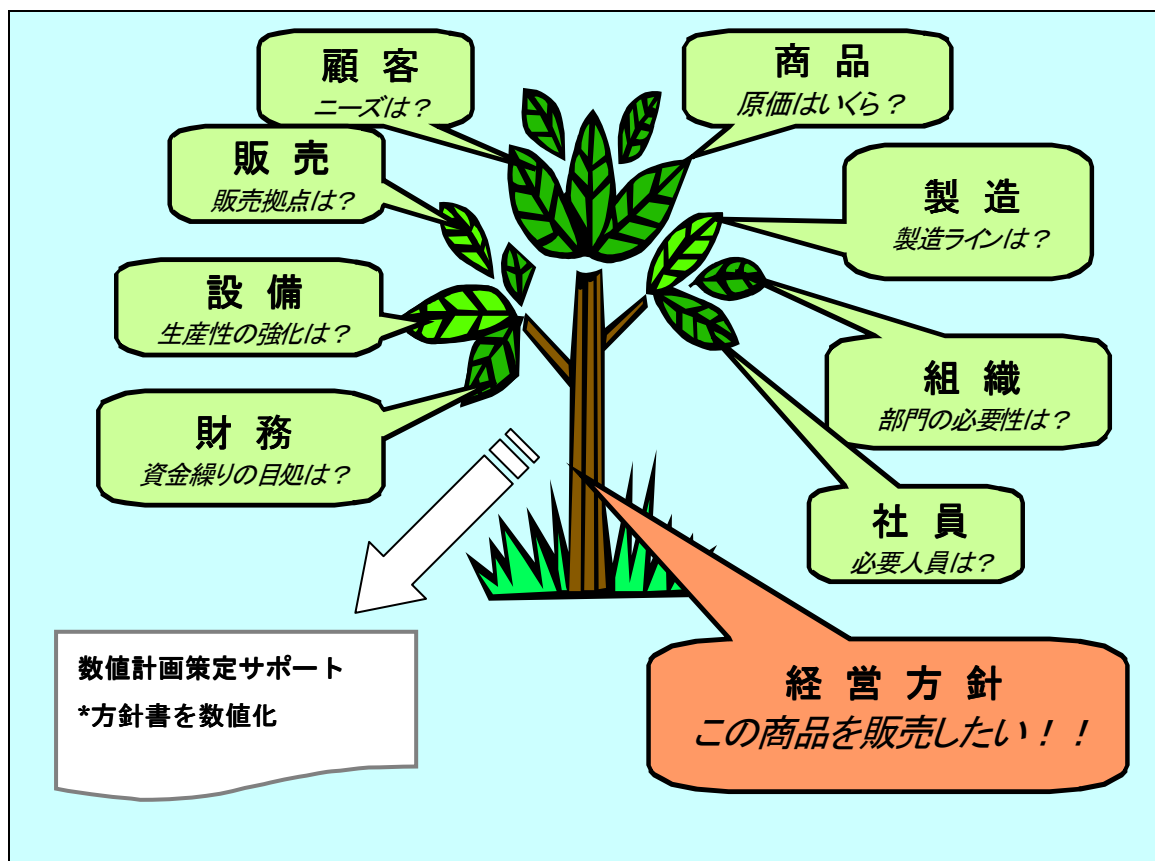 顧 客
ニーズは？
商 品
原価はいくら？
販 売
販売拠点は？
製 造
製造ラインは？
設 備
生産性の強化は？
組 織
部門の必要性は？
財 務
資金繰りの目処は？
社 員
必要人員は？
数値計画策定サポート
*方針書を数値化
経 営 方 針
この商品を販売したい！！